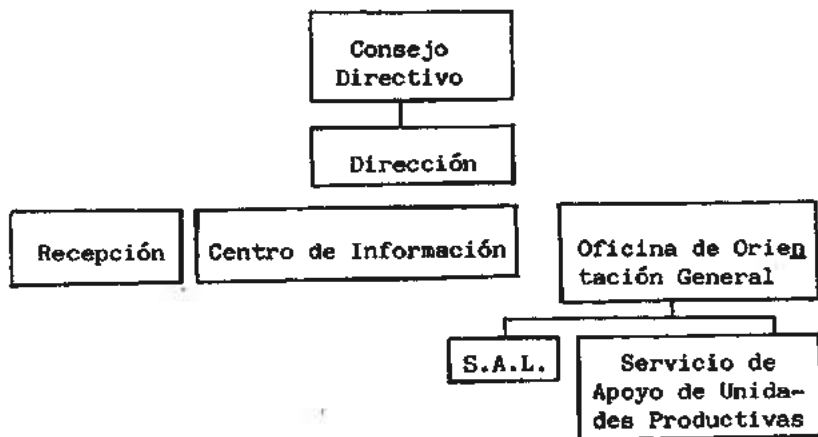 Consejo
Directivo
Dirección
Recepción
Centro de Información
Oficina de Orien
tación General
S.A.L.
Servicio de
Apoyo de Unida-
des Productivas